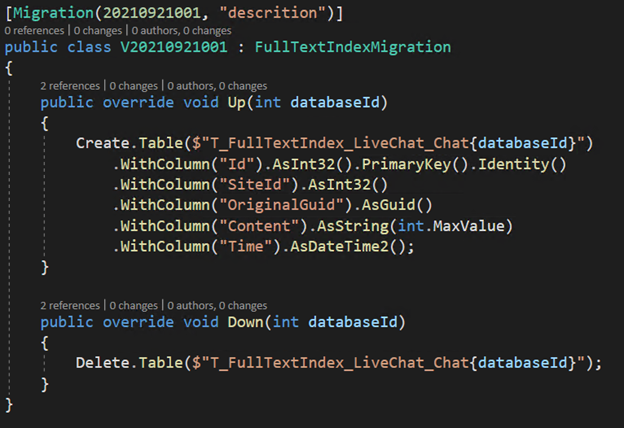 [Migration(20210921001, "descrition")]
0 references | 0 changes | 0 authors, 0 changes
public class V20210921001 : FullTextIndexMigration
{
2 references | 0 changes | 0 authors, 0 changes
public override void Up(int databaseId)
{
Create.Table($"T_FullTextIndex_LiveChat_Chat{databaseId}")
.WithColumn("Id").AsInt32().PrimaryKey().Identity()
.WithColumn("SiteId").AsInt32()
.WithColumn("OriginalGuid").AsGuid()
.WithColumn("Content").AsString(int.MaxValue)
.WithColumn("Time").AsDateTime2();
}
2 references | 0 changes | 0 authors, 0 changes
public override void Down(int databaseId)
{
Delete.Table($"T_FullTextIndex_LiveChat_Chat{databaseId}");
}
}